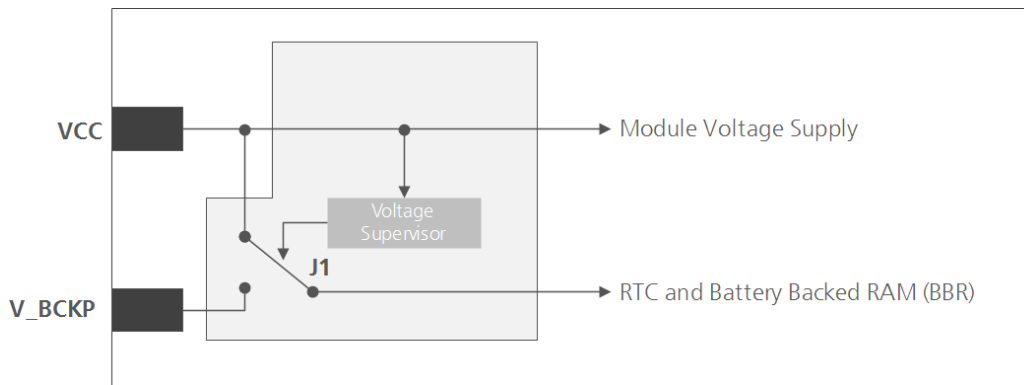 VCC
Module Voltage Supply
Voltage
Supervisor
J1
V_BCKP
RTC and Battery Backed RAM (BBR)